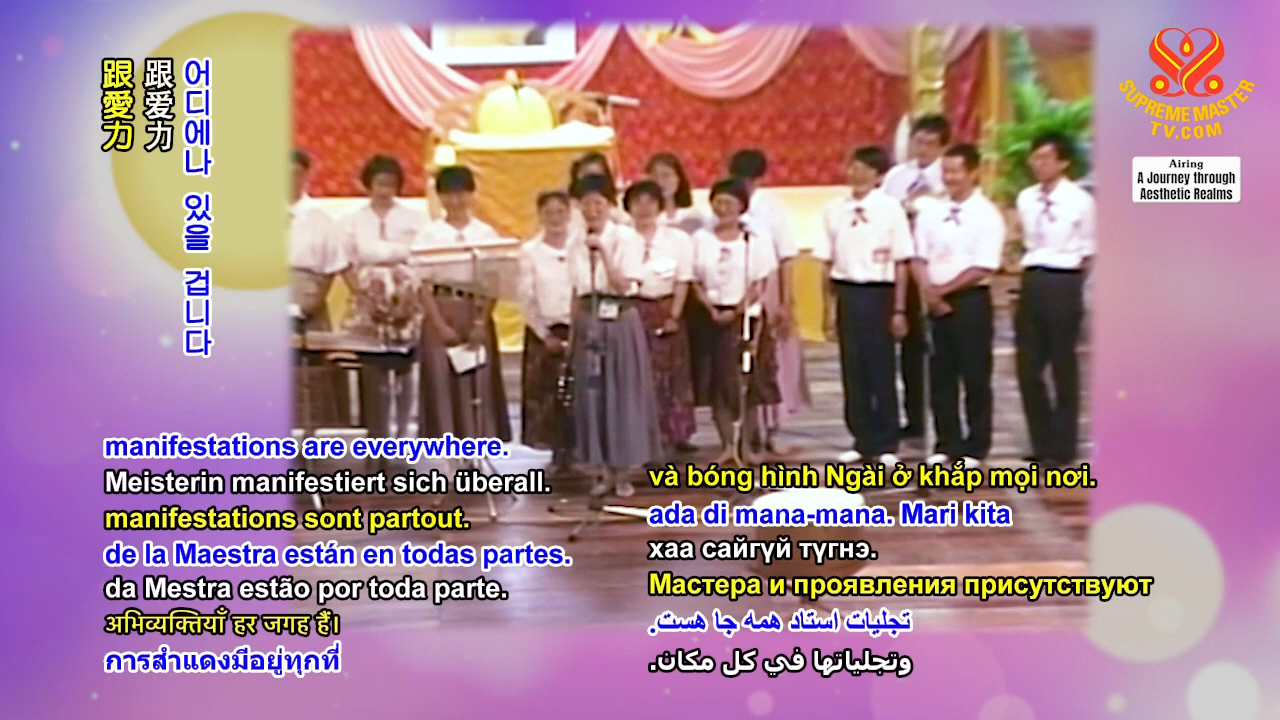 跟愛力
跟爱力
어디에나 있을 겁니다
SUPREME MASTER
TV.COM
Airing
A Journey through
Aesthetic Realms
manifestations are everywhere.
Meisterin manifestiert sich überall.
manifestations sont partout.
de la Maestra están en todas partes.
da Mestra estão por toda parte.
अभिव्यक्तियाँ हर जगह हैं।
การสำแดงมีอยู่ทุกที่
và bóng hình Ngài ở khắp mọi nơi.
ada di mana-mana. Mari kita
хаа сайгүй түгнэ.
Мастера и проявления присутствуют
تجلیات استاد همه جا هست.
وتجلياتها في كل مكان.